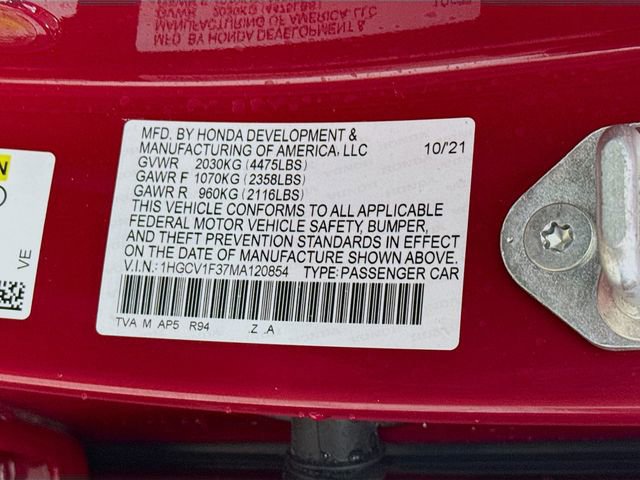 MFD. BY HONDA DEVELOPMENT &
MANUFACTURING OF AMERICA, LLC 10/'21
GVWR 2030KG (4475LBS)
GAWR F 1070KG (2358LBS)
GAWR R 960KG (2116LBS)
THIS VEHICLE CONFORMS TO ALL APPLICABLE
FEDERAL MOTOR VEHICLE SAFETY, BUMPER,
AND THEFT PREVENTION STANDARDS IN EFFECT
ON THE DATE OF MANUFACTURE SHOWN ABOVE.
V.I.N.: 1HGCV1F37MA120854 TYPE:PASSENGER CAR
TVA M AP5 R94 Z A
VE
N